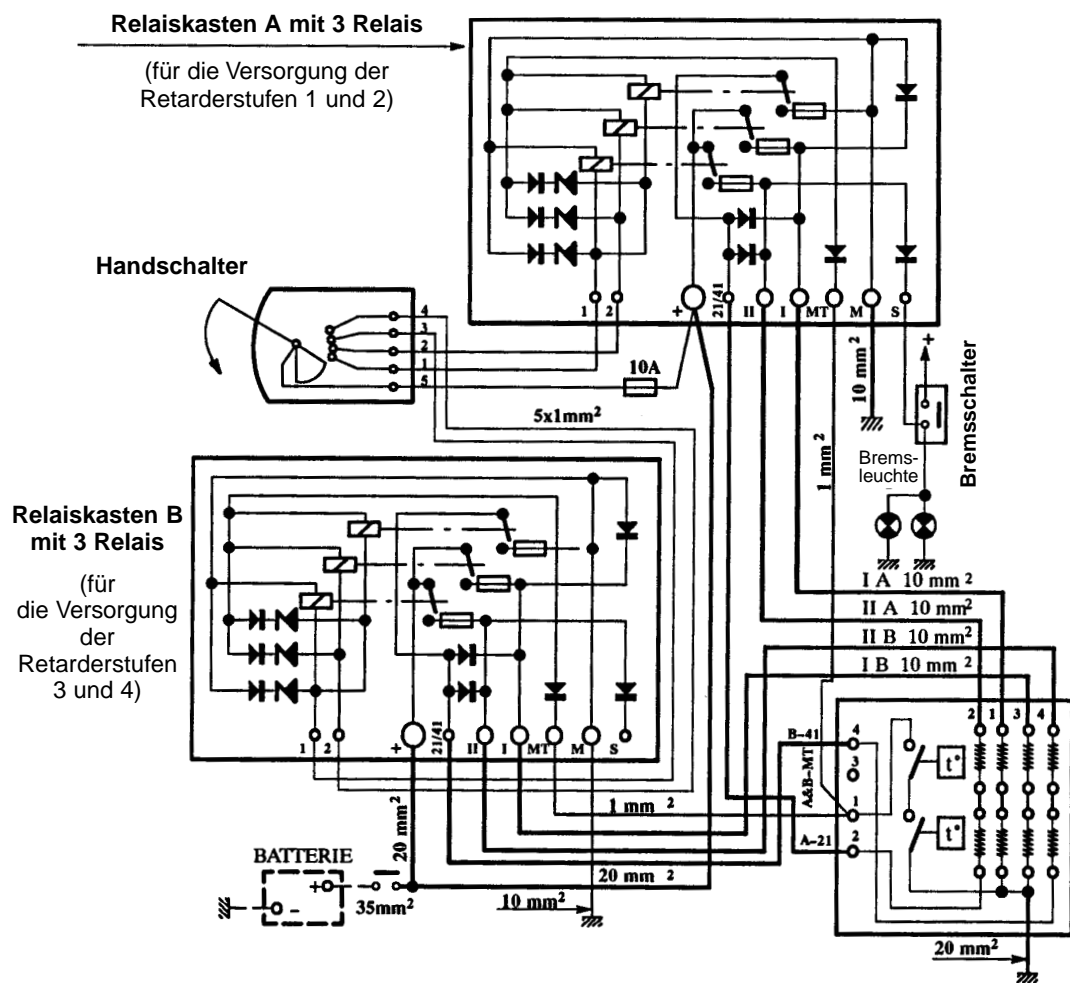 Relaiskasten A mit 3 Relais
(für die Versorgung der
Retarderstufen 1 und 2)
Handschalter
4
3
2
1
5
1
2
+
21/41
II
I
MT
M
S
10A
5x1mm²
10 mm²
1 mm²
+
Bremsschalter
Brems-
leuchte
Relaiskasten B
mit 3 Relais
(für
die Versorgung
der
Retarderstufen
3 und 4)
1
2
+
21/41
II
I
MT
M
S
I A 10 mm²
II A 10 mm²
II B 10 mm²
I B 10 mm²
2
1
3
4
B-41
4
3
A&B-MT
1
A-21
2
t°
t°
1 mm²
20 mm²
20 mm²
BATTERIE
+
-
35mm²
10 mm²
20 mm²